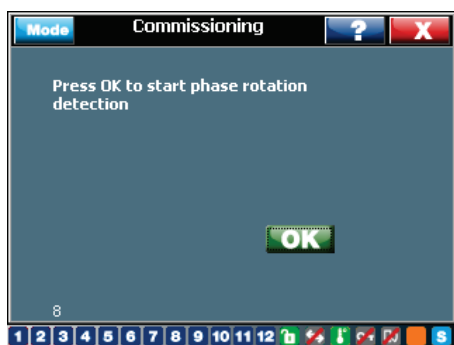 Mode Commissioning ? X
Press OK to start phase rotation
detection
OK
8
1 2 3 4 5 6 7 8 9 10 11 12 S